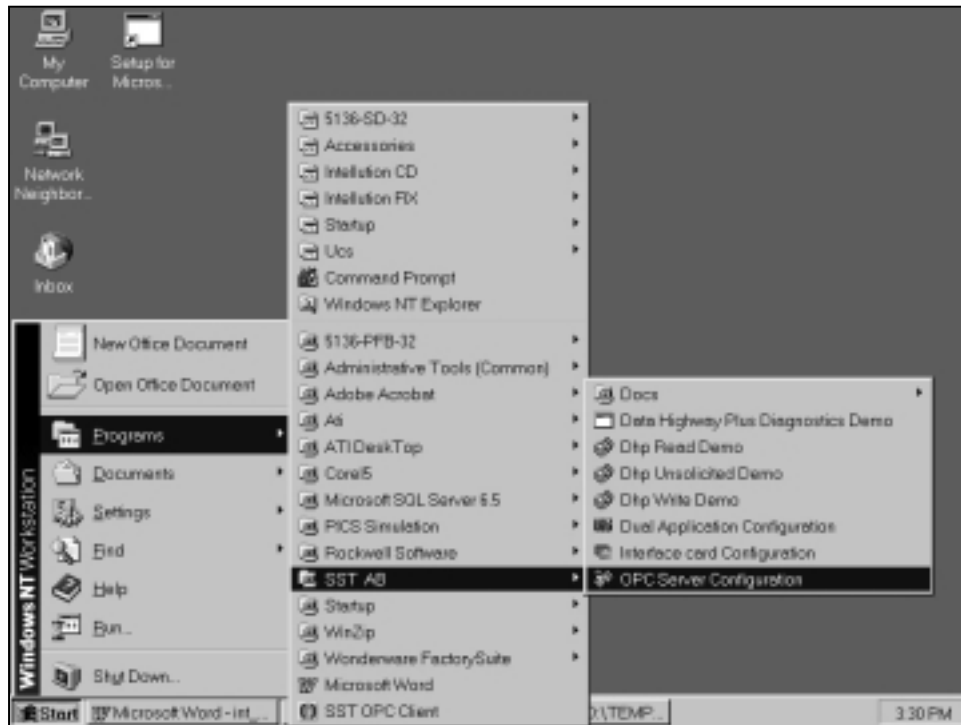 My
Computer
Setup for
Micros...
Network
Neighbor...
Inbox
5136-SD-32
Accessories
Intellution CD
Intellution FIX
Startup
Ucs
Command Prompt
Windows NT Explorer
5136-PFB-32
Administrative Tools (Common)
Adobe Acrobat
Ati
ATI DeskTop
Corel5
Microsoft SQL Server 6.5
PICS Simulation
Rockwell Software
SST AB
Startup
WinZip
Wonderware FactorySuite
Microsoft Word
SST OPC Client
Docs
Data Highway Plus Diagnostics Demo
Dhp Read Demo
Dhp Unsolicited Demo
Dhp Write Demo
Dual Application Configuration
Interface card Configuration
OPC Server Configuration
Windows NT Workstation
New Office Document
Open Office Document
Programs
Documents
Settings
Find
Help
Run...
Shut Down...
Start
Microsoft Word - int_...
D:\TEMP...
3:30 PM